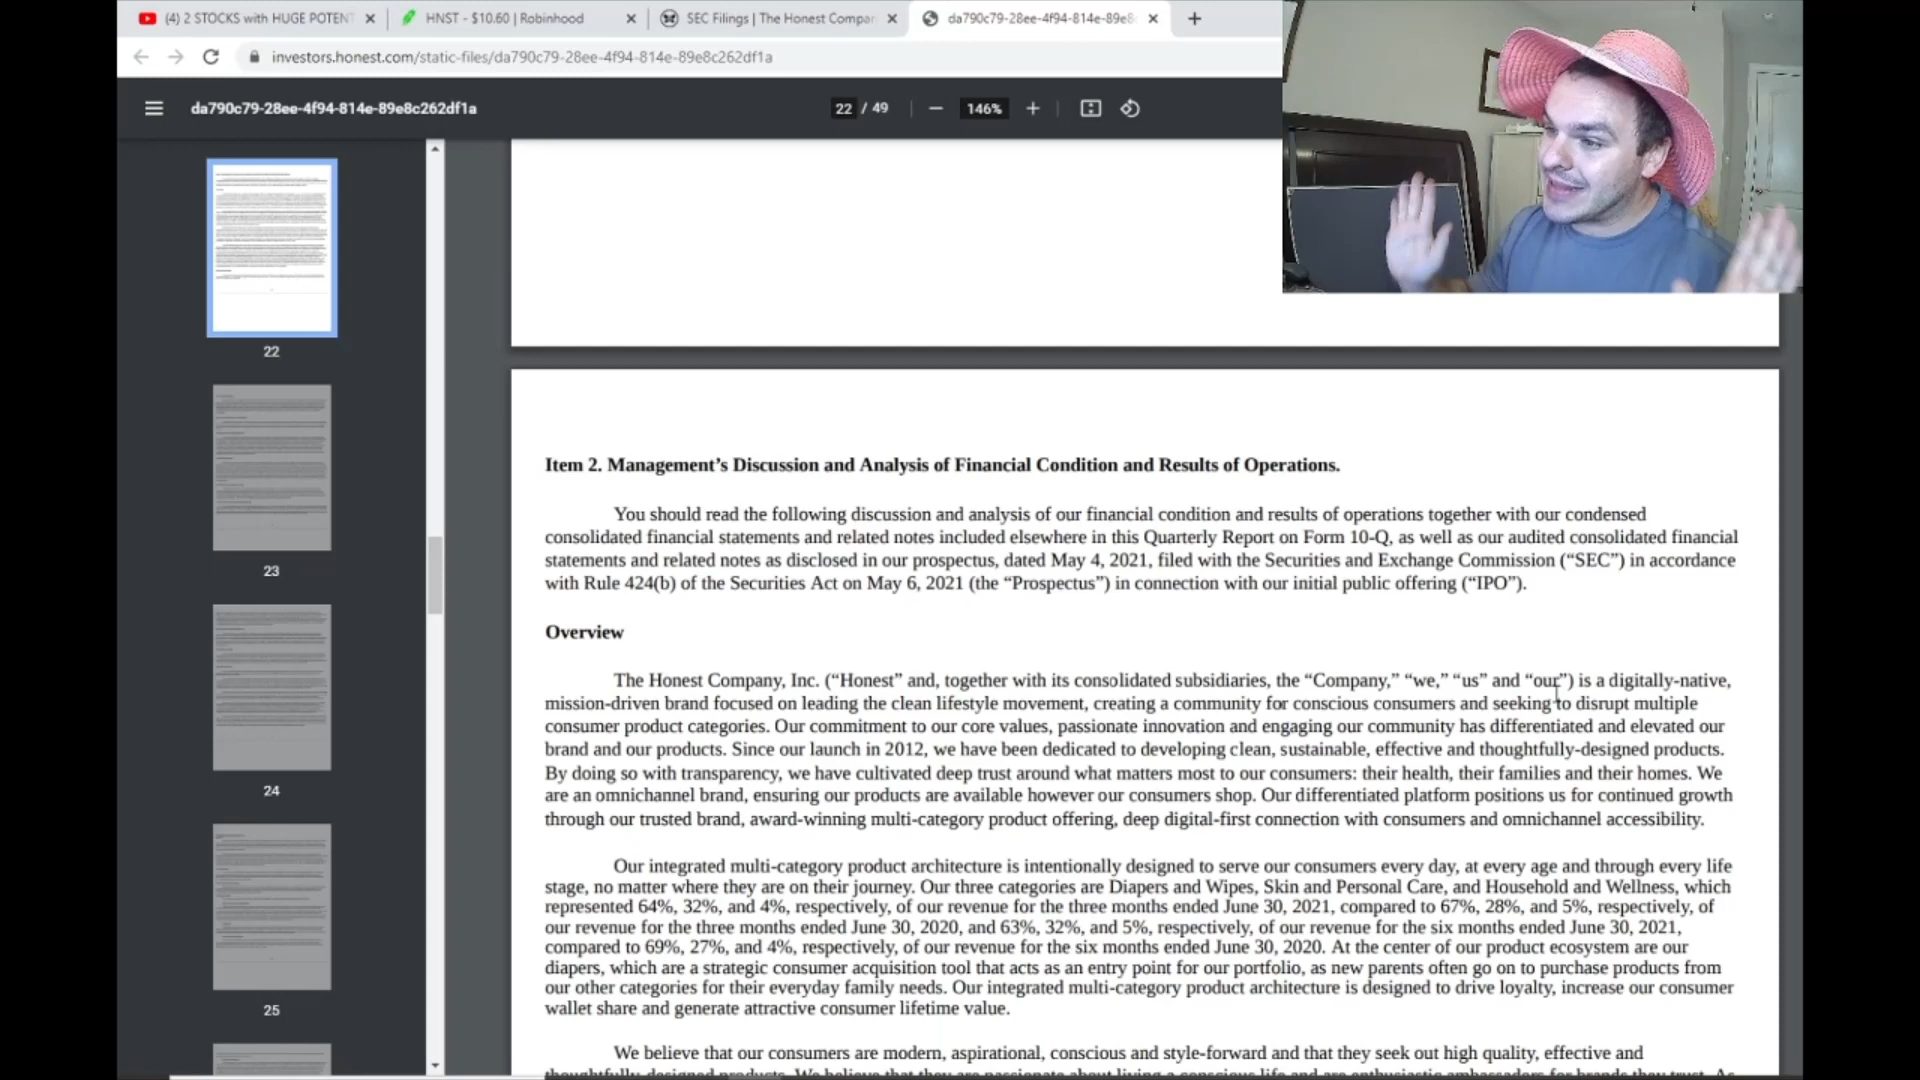 (4) 2 STOCKS with HUGE POTENT
HNST - $10.60 | Robinhood
SEC Filings | The Honest Compan
da790c79-28ee-4f94-814e-89e8
investors.honest.com/static-files/da790c79-28ee-4f94-814e-89e8c262df1a
da790c79-28ee-4f94-814e-89e8c262df1a
22 / 49
146%
22
23
24
25
Item 2. Management’s Discussion and Analysis of Financial Condition and Results of Operations.
You should read the following discussion and analysis of our financial condition and results of operations together with our condensed
consolidated financial statements and related notes included elsewhere in this Quarterly Report on Form 10-Q, as well as our audited consolidated financial
statements and related notes as disclosed in our prospectus, dated May 4, 2021, filed with the Securities and Exchange Commission (“SEC”) in accordance
with Rule 424(b) of the Securities Act on May 6, 2021 (the “Prospectus”) in connection with our initial public offering (“IPO”).
Overview
The Honest Company, Inc. (“Honest” and, together with its consolidated subsidiaries, the “Company,” “we,” “us” and “our”) is a digitally-native,
mission-driven brand focused on leading the clean lifestyle movement, creating a community for conscious consumers and seeking to disrupt multiple
consumer product categories. Our commitment to our core values, passionate innovation and engaging our community has differentiated and elevated our
brand and our products. Since our launch in 2012, we have been dedicated to developing clean, sustainable, effective and thoughtfully-designed products.
By doing so with transparency, we have cultivated deep trust around what matters most to our consumers: their health, their families and their homes. We
are an omnichannel brand, ensuring our products are available however our consumers shop. Our differentiated platform positions us for continued growth
through our trusted brand, award-winning multi-category product offering, deep digital-first connection with consumers and omnichannel accessibility.
Our integrated multi-category product architecture is intentionally designed to serve our consumers every day, at every age and through every life
stage, no matter where they are on their journey. Our three categories are Diapers and Wipes, Skin and Personal Care, and Household and Wellness, which
represented 64%, 32%, and 4%, respectively, of our revenue for the three months ended June 30, 2021, compared to 67%, 28%, and 5%, respectively, of
our revenue for the three months ended June 30, 2020, and 63%, 32%, and 5%, respectively, of our revenue for the six months ended June 30, 2021,
compared to 69%, 27%, and 4%, respectively, of our revenue for the six months ended June 30, 2020. At the center of our product ecosystem are our
diapers, which are a strategic consumer acquisition tool that acts as an entry point for our portfolio, as new parents often go on to purchase products from
our other categories for their everyday family needs. Our integrated multi-category product architecture is designed to drive loyalty, increase our consumer
wallet share and generate attractive consumer lifetime value.
We believe that our consumers are modern, aspirational, conscious and style-forward and that they seek out high quality, effective and
thoughtfully-designed products. We believe that they are passionate about living a conscious life and are enthusiastic ambassadors for brands they trust. As